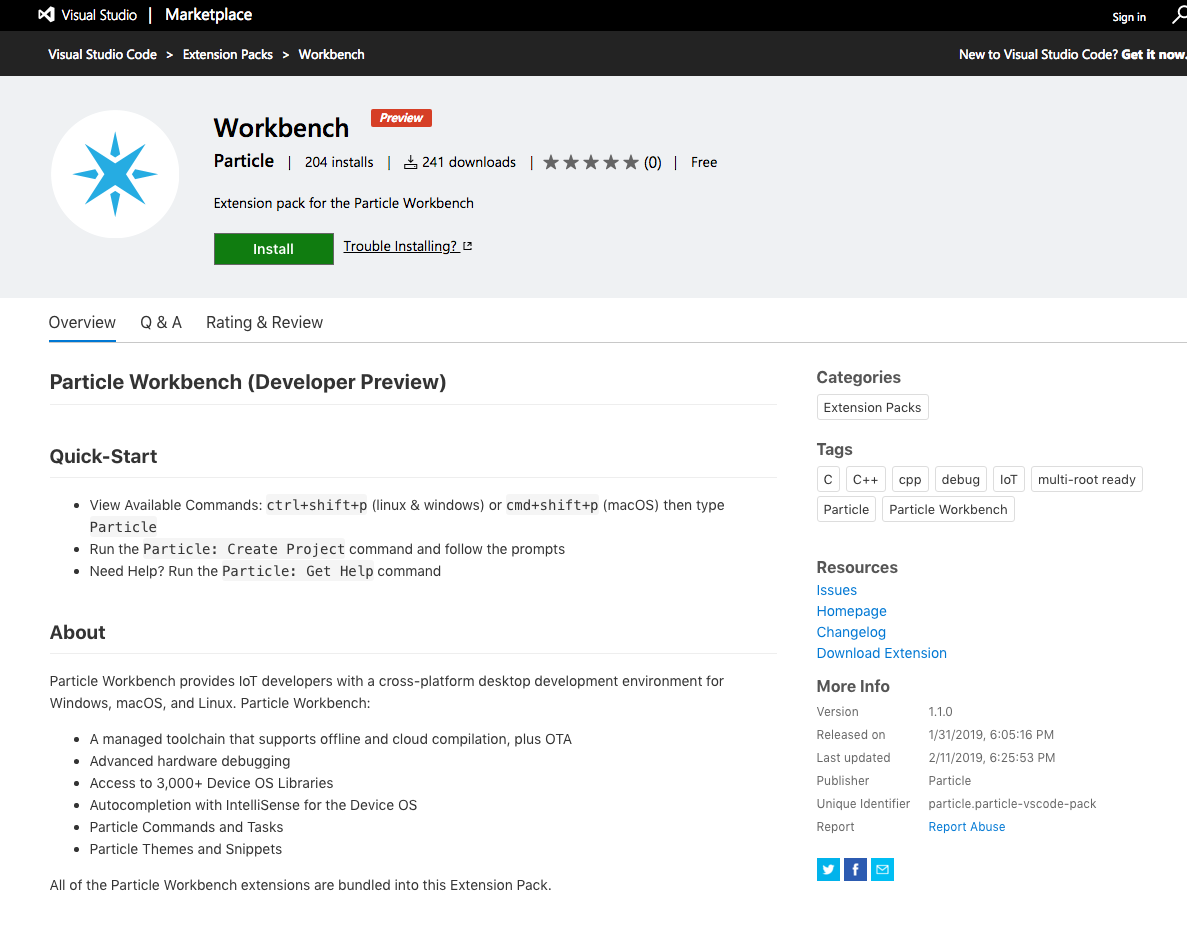 Visual Studio | Marketplace
Sign in
Visual Studio Code > Extension Packs > Workbench
New to Visual Studio Code? Get it now.
Workbench Preview
Particle | 204 installs | 241 downloads | (0) | Free
Extension pack for the Particle Workbench
Install Trouble Installing?
Overview Q & A Rating & Review
Particle Workbench (Developer Preview)
Quick-Start
• View Available Commands: ctrl+shift+p (linux & windows) or cmd+shift+p (macOS) then type
Particle
• Run the Particle: Create Project command and follow the prompts
• Need Help? Run the Particle: Get Help command
About
Particle Workbench provides IoT developers with a cross-platform desktop development environment for
Windows, macOS, and Linux. Particle Workbench:
• A managed toolchain that supports offline and cloud compilation, plus OTA
• Advanced hardware debugging
• Access to 3,000+ Device OS Libraries
• Autocompletion with IntelliSense for the Device OS
• Particle Commands and Tasks
• Particle Themes and Snippets
All of the Particle Workbench extensions are bundled into this Extension Pack.
Categories
Extension Packs
Tags
C C++ cpp debug IoT multi-root ready
Particle Particle Workbench
Resources
Issues
Homepage
Changelog
Download Extension
More Info
Version 1.1.0
Released on 1/31/2019, 6:05:16 PM
Last updated 2/11/2019, 6:25:53 PM
Publisher Particle
Unique Identifier particle.particle-vscode-pack
Report Report Abuse